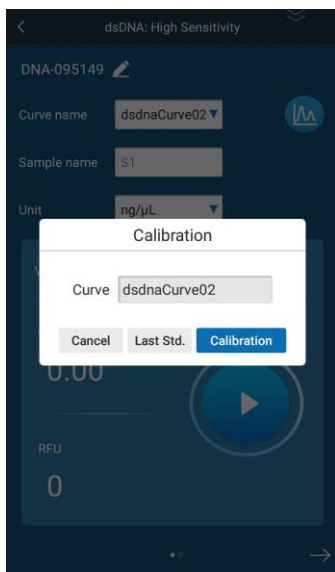 dsDNA: High Sensitivity
DNA-095149
Curve name dsdnaCurve02
Sample name S1
Unit ng/µL
Calibration
Curve dsdnaCurve02
Cancel Last Std. Calibration
0.00
RFU
0